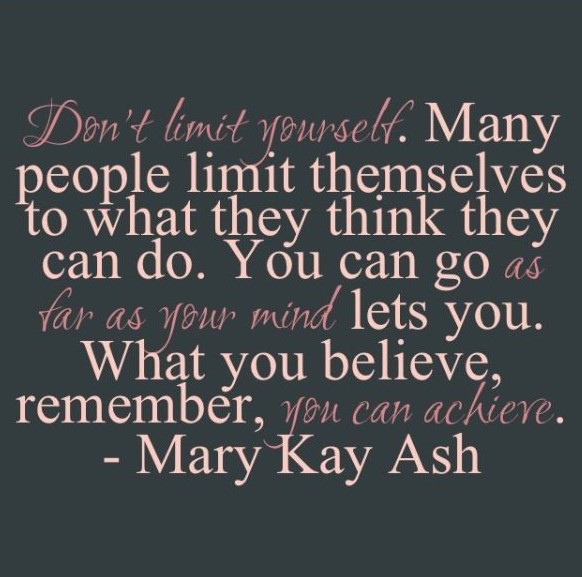 Don't limit yourself. Many
people limit themselves
to what they think they
can do. You can go as
far as your mind lets you.
What you believe,
remember, you can achieve.
- Mary Kay Ash